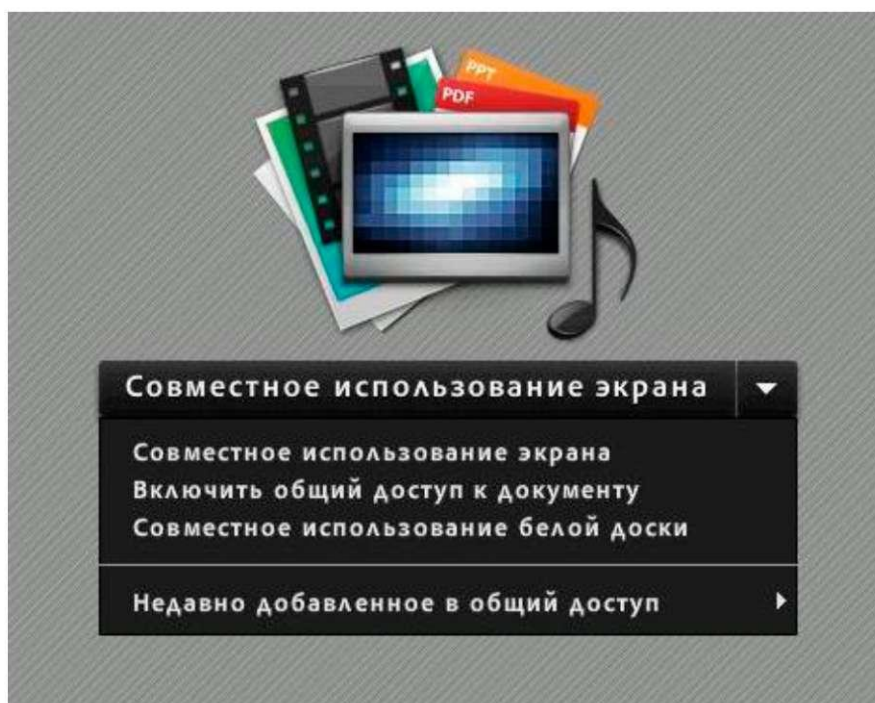 PPT
PDF
Совместное использование экрана
Совместное использование экрана
Включить общий доступ к документу
Совместное использование белой доски
Недавно добавленное в общий доступ